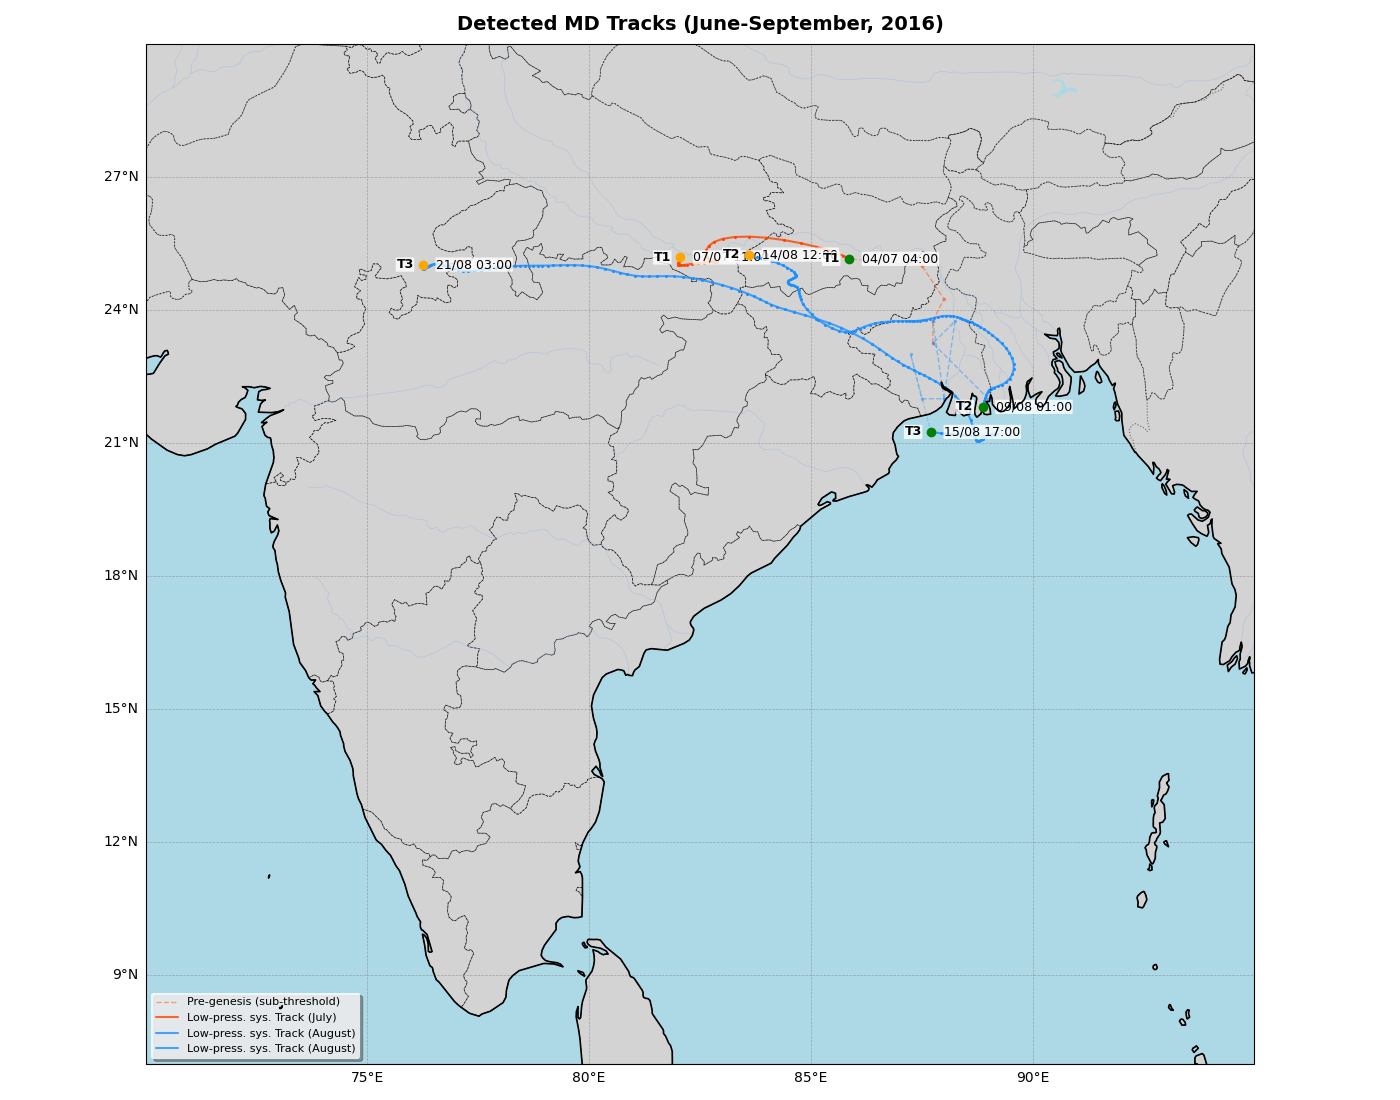 Detected MD Tracks (June-September, 2016)
27°N
24°N
21°N
18°N
15°N
12°N
9°N
T3
21/08 03:00
T1
07/0
T2
14/08 12:
T1
04/07 04:00
T2
09/08 01:00
T3
15/08 17:00
Pre-genesis (sub-threshold)
Low-press. sys. Track (July)
Low-press. sys. Track (August)
Low-press. sys. Track (August)
75°E
80°E
85°E
90°E